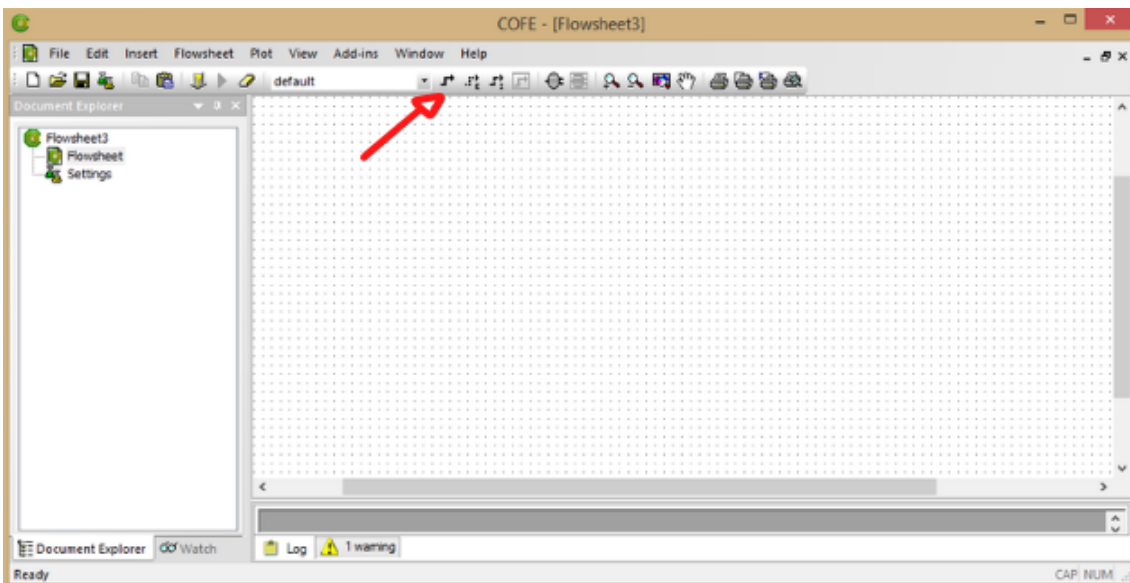 COFE - [Flowsheet3]
File Edit Insert Flowsheet Plot View Add-ins Window Help
default
Document Explorer
Flowsheet3
Flowsheet
Settings
Document Explorer Watch Log 1 warning
Ready CAP NUM